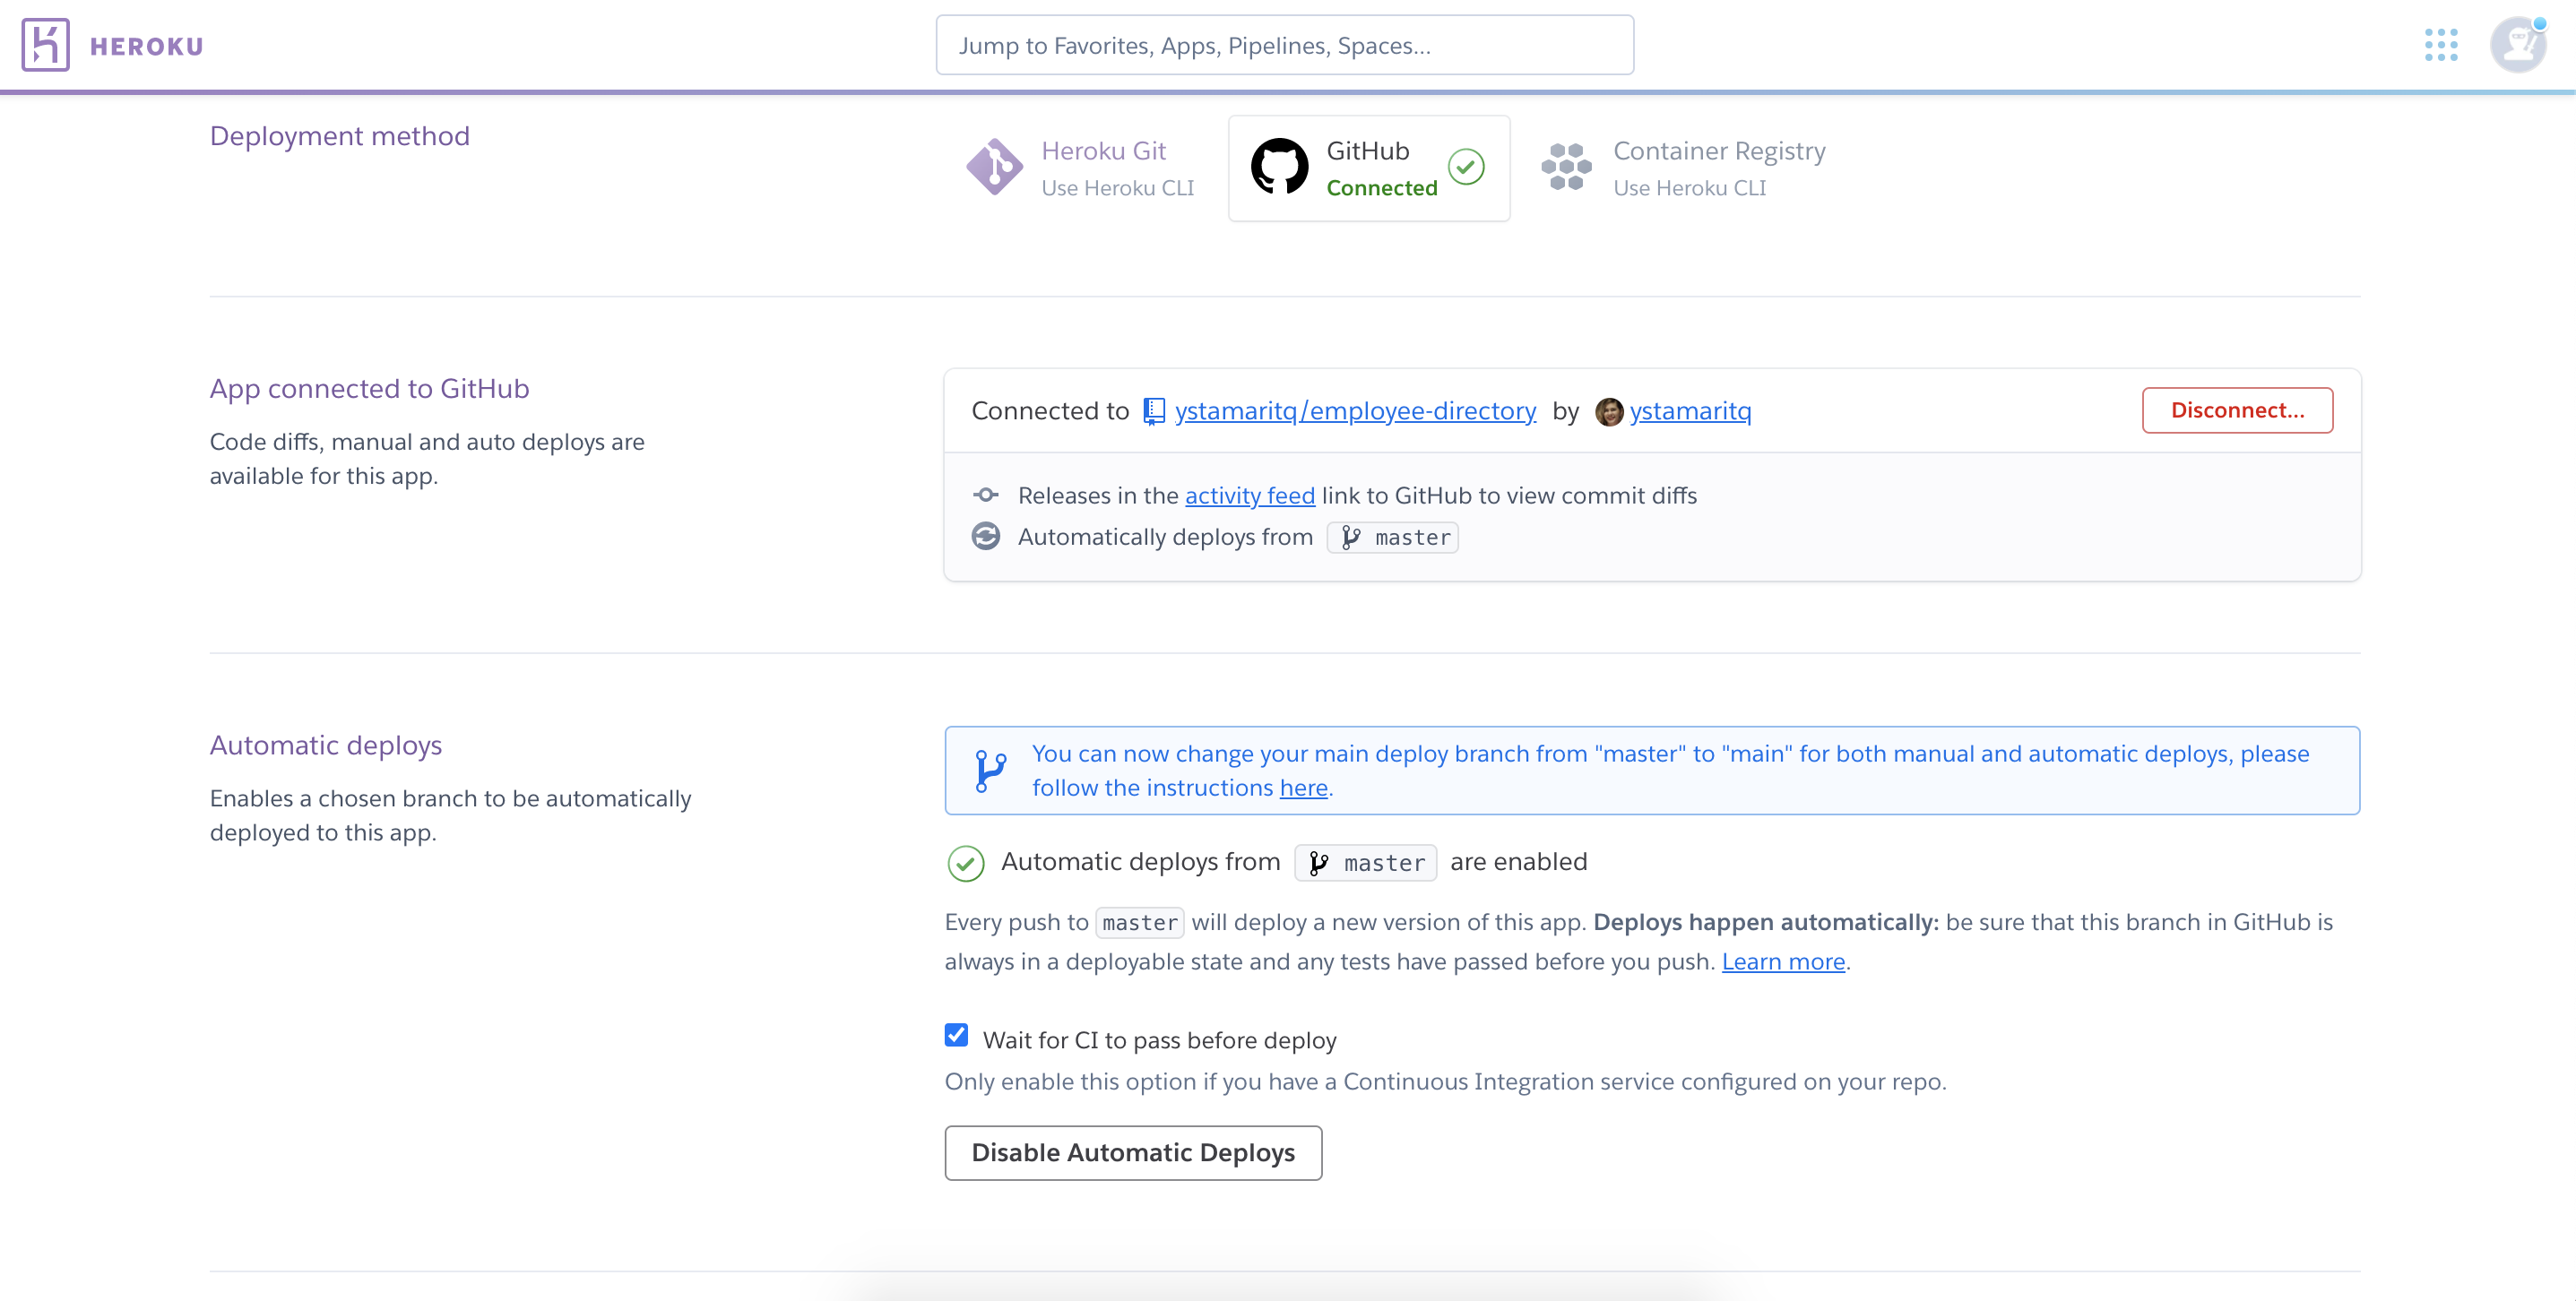 HEROKU
Jump to Favorites, Apps, Pipelines, Spaces...
Deployment method
Heroku Git
Use Heroku CLI
GitHub
Connected
Container Registry
Use Heroku CLI
App connected to GitHub
Code diffs, manual and auto deploys are
available for this app.
Connected to ystamaritq/employee-directory by ystamaritq
Disconnect...
Releases in the activity feed link to GitHub to view commit diffs
Automatically deploys from master
Automatic deploys
Enables a chosen branch to be automatically
deployed to this app.
You can now change your main deploy branch from "master" to "main" for both manual and automatic deploys, please
follow the instructions here.
Automatic deploys from master are enabled
Every push to master will deploy a new version of this app. Deploys happen automatically: be sure that this branch in GitHub is
always in a deployable state and any tests have passed before you push. Learn more.
Wait for CI to pass before deploy
Only enable this option if you have a Continuous Integration service configured on your repo.
Disable Automatic Deploys